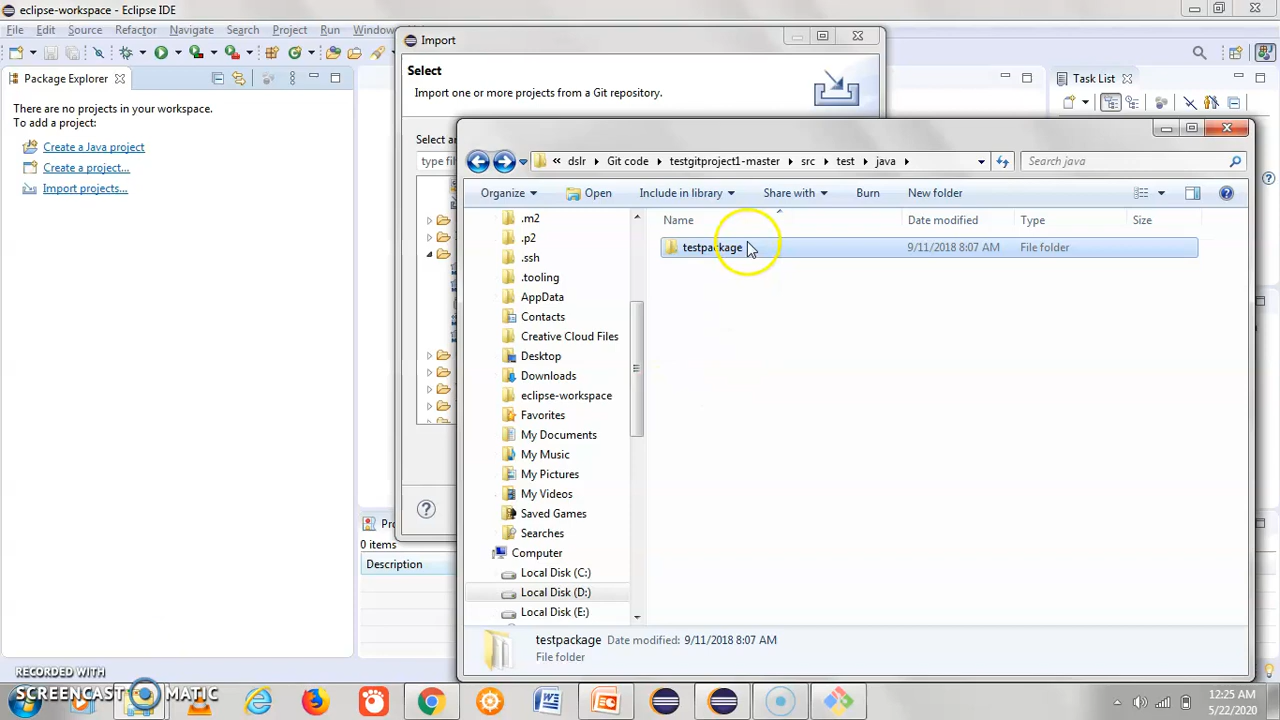 eclipse-workspace - Eclipse IDE
File Edit Source Refactor Navigate Search Project Run Window
Import
Package Explorer
Task List
Select
Import one or more projects from a Git repository.
There are no projects in your workspace.
To add a project:
Create a Java project
Create a project...
Import projects...
Select an
type fil
dslr Git code testgitproject1-master src test java
Search java
Organize Open Include in library Share with Burn New folder
Name Date modified Type Size
testpackage 9/11/2018 8:07 AM File folder
.m2
.p2
.ssh
.tooling
AppData
Contacts
Creative Cloud Files
Desktop
Downloads
eclipse-workspace
Favorites
My Documents
My Music
My Pictures
My Videos
Saved Games
Searches
Computer
Local Disk (C:)
Local Disk (D:)
Local Disk (E:)
Pro
0 items
Description
testpackage Date modified: 9/11/2018 8:07 AM
File folder
RECORDED WITH
SCREENCAST MATIC
12:25 AM
5/22/2020